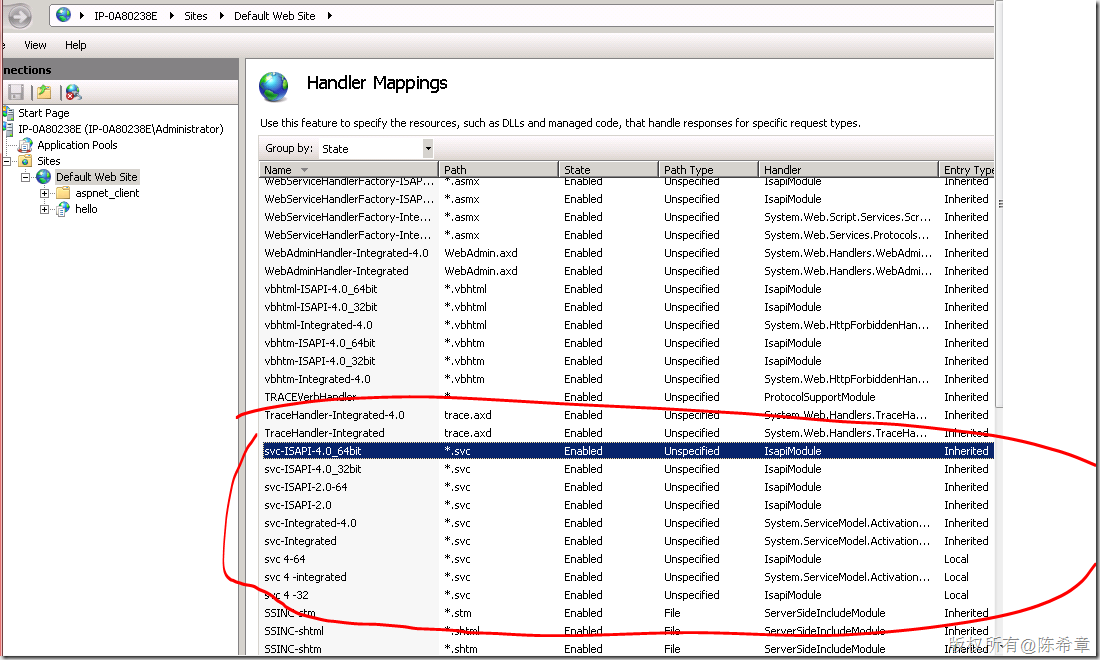 IP-0A80238E Sites Default Web Site
View Help
nections
Start Page
IP-0A80238E (IP-0A80238E\Administrator)
Application Pools
Sites
Default Web Site
aspnet_client
hello
Handler Mappings
Use this feature to specify the resources, such as DLLs and managed code, that handle responses for specific request types.
Group by: State
Name Path State Path Type Handler Entry Type
WebServiceHandlerFactory-ISAP... *.asmx Enabled Unspecified IsapiModule Inherited
WebServiceHandlerFactory-ISAP... *.asmx Enabled Unspecified IsapiModule Inherited
WebServiceHandlerFactory-Inte... *.asmx Enabled Unspecified System.Web.Script.Services.Scr... Inherited
WebServiceHandlerFactory-Inte... *.asmx Enabled Unspecified System.Web.Services.Protocols... Inherited
WebAdminHandler-Integrated-4.0 WebAdmin.axd Enabled Unspecified System.Web.Handlers.WebAdmi... Inherited
WebAdminHandler-Integrated WebAdmin.axd Enabled Unspecified System.Web.Handlers.WebAdmi... Inherited
vbhtml-ISAPI-4.0_64bit *.vbhtml Enabled Unspecified IsapiModule Inherited
vbhtml-ISAPI-4.0_32bit *.vbhtml Enabled Unspecified IsapiModule Inherited
vbhtml-Integrated-4.0 *.vbhtml Enabled Unspecified System.Web.HttpForbiddenHan... Inherited
vbhtm-ISAPI-4.0_64bit *.vbhtm Enabled Unspecified IsapiModule Inherited
vbhtm-ISAPI-4.0_32bit *.vbhtm Enabled Unspecified IsapiModule Inherited
vbhtm-Integrated-4.0 *.vbhtm Enabled Unspecified System.Web.HttpForbiddenHan... Inherited
TRACEVerbHandler * Enabled Unspecified ProtocolSupportModule Inherited
TraceHandler-Integrated-4.0 trace.axd Enabled Unspecified System.Web.Handlers.TraceHa... Inherited
TraceHandler-Integrated trace.axd Enabled Unspecified System.Web.Handlers.TraceHa... Inherited
svc-ISAPI-4.0_64bit *.svc Enabled Unspecified IsapiModule Inherited
svc-ISAPI-4.0_32bit *.svc Enabled Unspecified IsapiModule Inherited
svc-ISAPI-2.0-64 *.svc Enabled Unspecified IsapiModule Inherited
svc-ISAPI-2.0 *.svc Enabled Unspecified IsapiModule Inherited
svc-Integrated-4.0 *.svc Enabled Unspecified System.ServiceModel.Activation... Inherited
svc-Integrated *.svc Enabled Unspecified System.ServiceModel.Activation... Inherited
svc 4-64 *.svc Enabled Unspecified IsapiModule Local
svc 4 -integrated *.svc Enabled Unspecified System.ServiceModel.Activation... Local
svc 4 -32 *.svc Enabled Unspecified IsapiModule Local
SSINC-stm *.stm Enabled File ServerSideIncludeModule Inherited
SSINC-shtml *.shtml Enabled File ServerSideIncludeModule Inherited
SSINC-shtm *.shtm Enabled File ServerSideIncludeModule Inherited
版权所有@陈希章